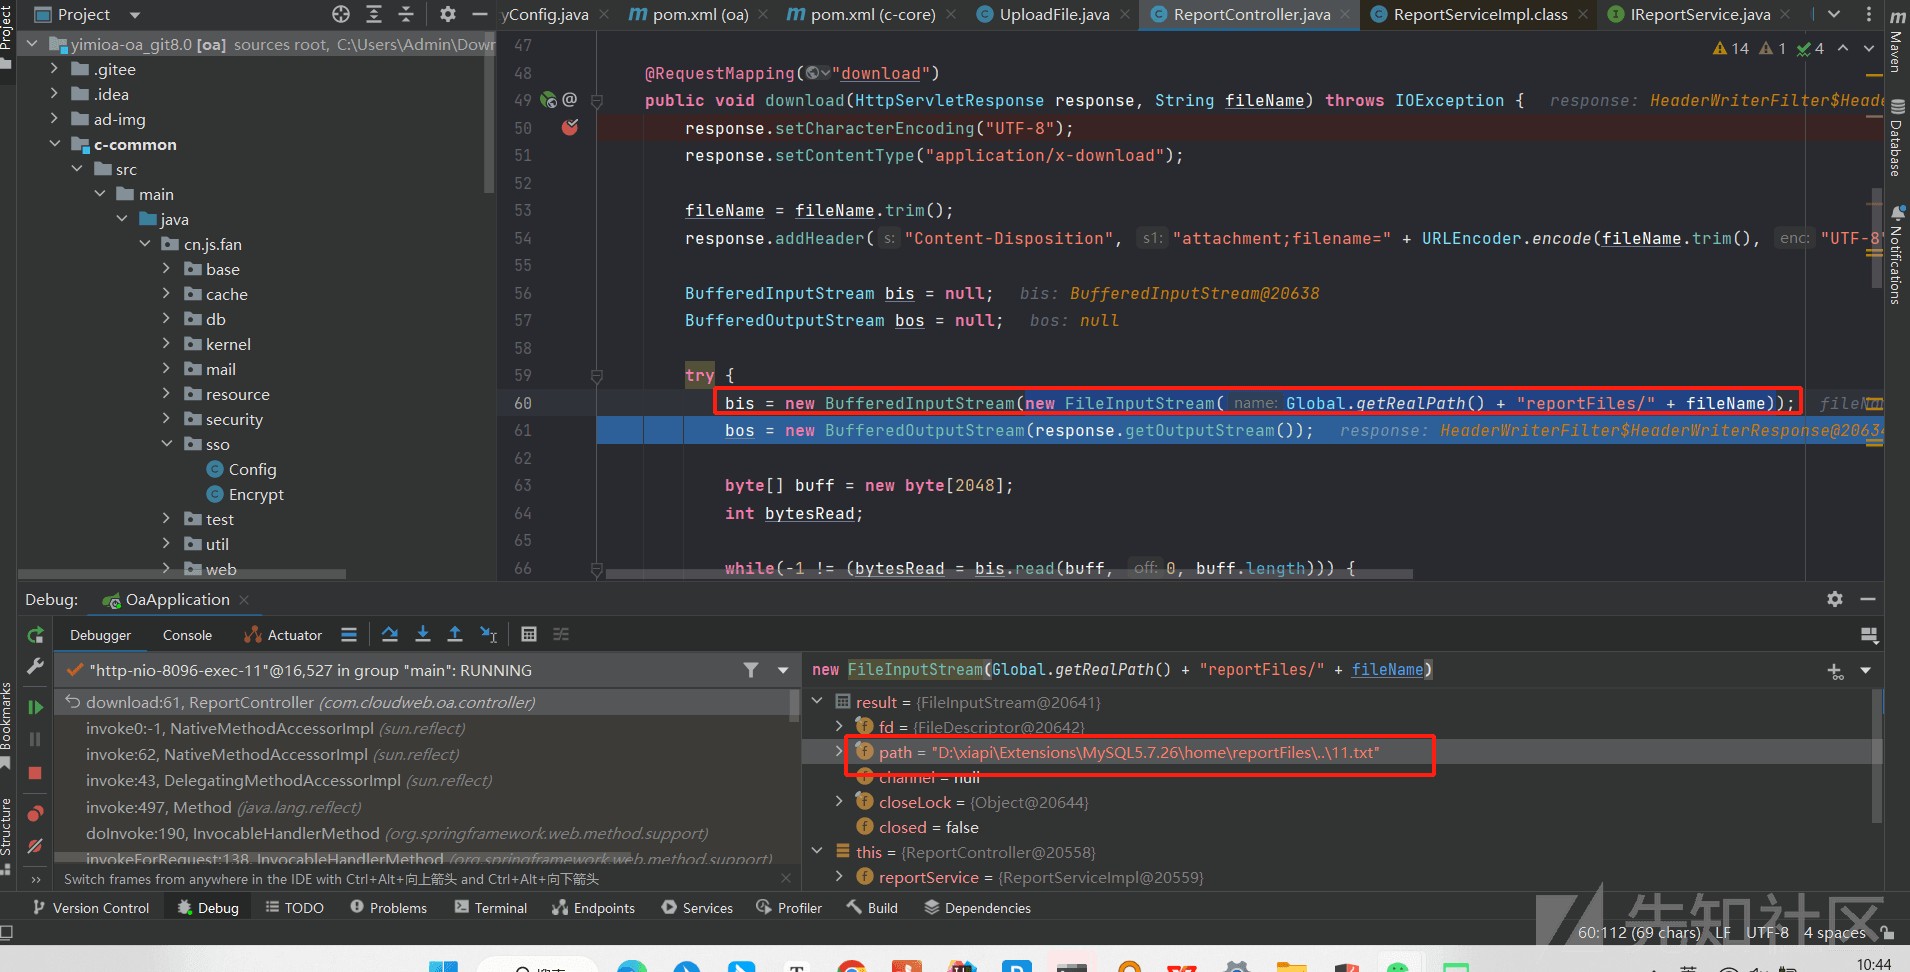 Project
yConfig.java
pom.xml (oa)
pom.xml (c-core)
UploadFile.java
ReportController.java
ReportServiceImpl.class
IReportService.java
Project
yimioa-oa_git8.0 [oa] sources root, C:\Users\Admin\Dowr
.gitee
.idea
ad-img
c-common
src
main
java
cn.js.fan
base
cache
db
kernel
mail
resource
security
sso
Config
Encrypt
test
util
web
14 1 4
47
48 @RequestMapping("download")
49 public void download(HttpServletResponse response, String fileName) throws IOException { response: HeaderWriterFilter$Heade
50 response.setCharacterEncoding("UTF-8");
51 response.setContentType("application/x-download");
52
53 fileName = fileName.trim();
54 response.addHeader( s: "Content-Disposition", s1: "attachment;filename=" + URLEncoder.encode(fileName.trim(), enc: "UTF-8"
55
56 BufferedInputStream bis = null; bis: BufferedInputStream@20638
57 BufferedOutputStream bos = null; bos: null
58
59 try {
60 bis = new BufferedInputStream(new FileInputStream( name: Global.getRealPath() + "reportFiles/" + fileName));
61 bos = new BufferedOutputStream(response.getOutputStream()); response: HeaderWriterFilter$HeaderWriterResponse@20634
62
63 byte[] buff = new byte[2048];
64 int bytesRead;
65
66 while(-1 != (bytesRead = bis.read(buff, off: 0, buff.length))) {
Maven
Database
Notifications
Bookmarks
Structure
Debug: OaApplication
Debugger Console Actuator
"http-nio-8096-exec-11"@16,527 in group "main": RUNNING
download:61, ReportController (com.cloudweb.oa.controller)
invoke0:-1, NativeMethodAccessorImpl (sun.reflect)
invoke:62, NativeMethodAccessorImpl (sun.reflect)
invoke:43, DelegatingMethodAccessorImpl (sun.reflect)
invoke:497, Method (java.lang.reflect)
doInvoke:190, InvocableHandlerMethod (org.springframework.web.method.support)
invokeForRequest:138, InvocableHandlerMethod (org.springframework.web.method.support)
Switch frames from anywhere in the IDE with Ctrl+Alt+向上箭头 and Ctrl+Alt+向下箭头
new FileInputStream(Global.getRealPath() + "reportFiles/" + fileName)
result = {FileInputStream@20641}
fd = {FileDescriptor@20642}
path = "D:\xiapi\Extensions\MySQL5.7.26\home\reportFiles\..\11.txt"
channel = null
closeLock = {Object@20644}
closed = false
this = {ReportController@20558}
reportService = {ReportServiceImpl@20559}
Version Control Debug TODO Problems Terminal Endpoints Services Profiler Build Dependencies
先知社区
60:112 (69 chars) LF UTF-8 4 spaces
10:44